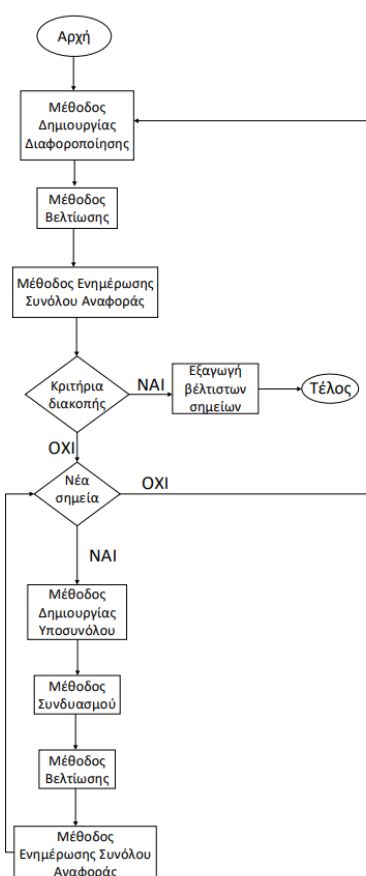 Αρχή
Μέθοδος
Δημιουργίας
Διαφοροποίησης
Μέθοδος
Βελτίωσης
Μέθοδος Ενημέρωσης
Συνόλου Αναφοράς
Κριτήρια
διακοπής
ΝΑΙ
Εξαγωγή
βέλτιστων
σημείων
Τέλος
ΟΧΙ
Νέα
σημεία
ΟΧΙ
ΝΑΙ
Μέθοδος
Δημιουργίας
Υποσυνόλου
Μέθοδος
Συνδυασμού
Μέθοδος
Βελτίωσης
Μέθοδος
Ενημέρωσης Συνόλου
Αναφοράς